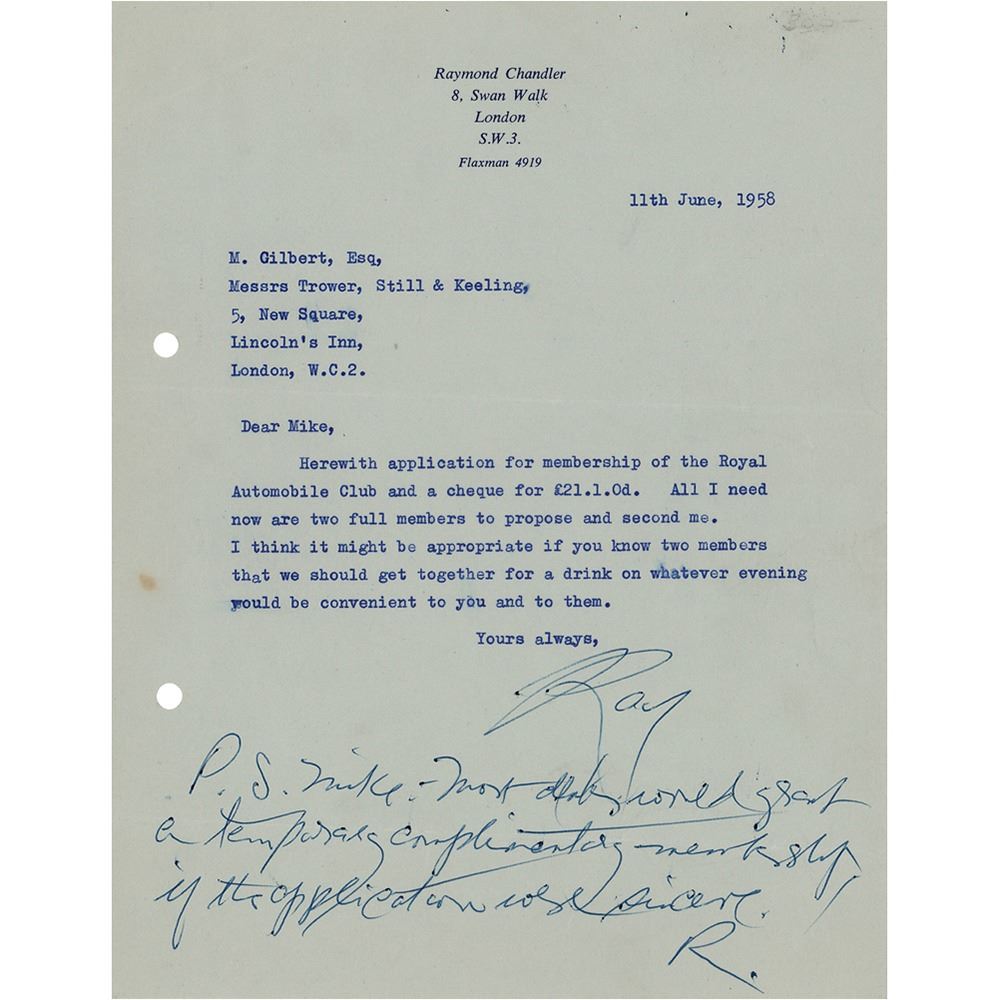 Raymond Chandler
8, Swan Walk
London
S.W.3.
Flaxman 4919
11th June, 1958
M. Gilbert, Esq,
Messrs Trower, Still & Keeling,
5, New Square,
Lincoln's Inn,
London, W.C.2.
Dear Mike,
Herewith application for membership of the Royal
Automobile Club and a cheque for £21.1.0d. All I need
now are two full members to propose and second me.
I think it might be appropriate if you know two members
that we should get together for a drink on whatever evening
would be convenient to you and to them.
Yours always,
Ray
P. S. Mike:- Most clubs would grant
a temporary complimentary membership,
if the application were sincere.
R.